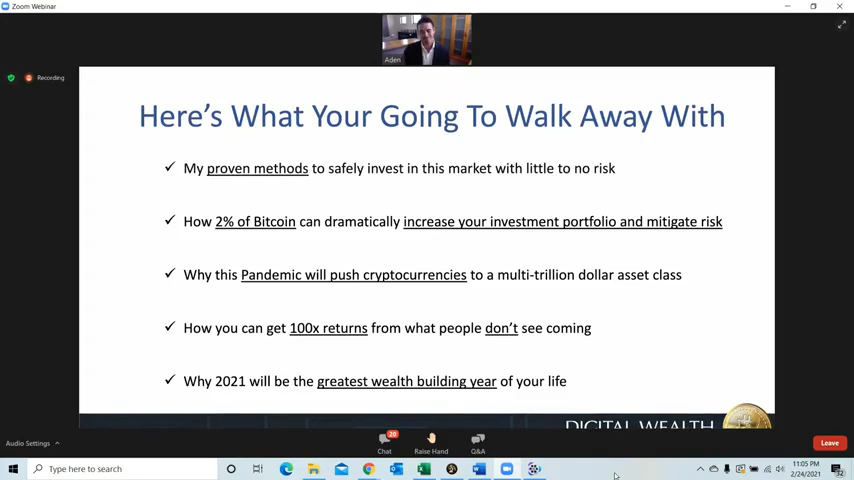 Zoom Webinar
Aden
Recording
Here's What Your Going To Walk Away With
✓ My proven methods to safely invest in this market with little to no risk
✓ How 2% of Bitcoin can dramatically increase your investment portfolio and mitigate risk
✓ Why this Pandemic will push cryptocurrencies to a multi-trillion dollar asset class
✓ How you can get 100x returns from what people don't see coming
✓ Why 2021 will be the greatest wealth building year of your life
DIGITAL WEALTH
Audio Settings
20
Chat
Raise Hand
Q&A
Leave
Type here to search
11:05 PM
2/24/2021
32